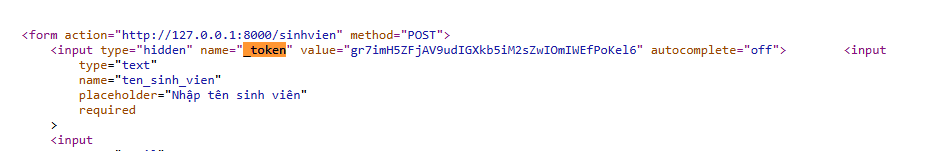 <form action="http://127.0.0.1:8000/sinhvien" method="POST">
<input type="hidden" name="_token" value="gr7imH5ZFjAV9udIGXkb5iM2sZwIOmIWEfPoKel6" autocomplete="off"> <input
type="text"
name="ten_sinh_vien"
placeholder="Nhập tên sinh viên"
required
>
<input